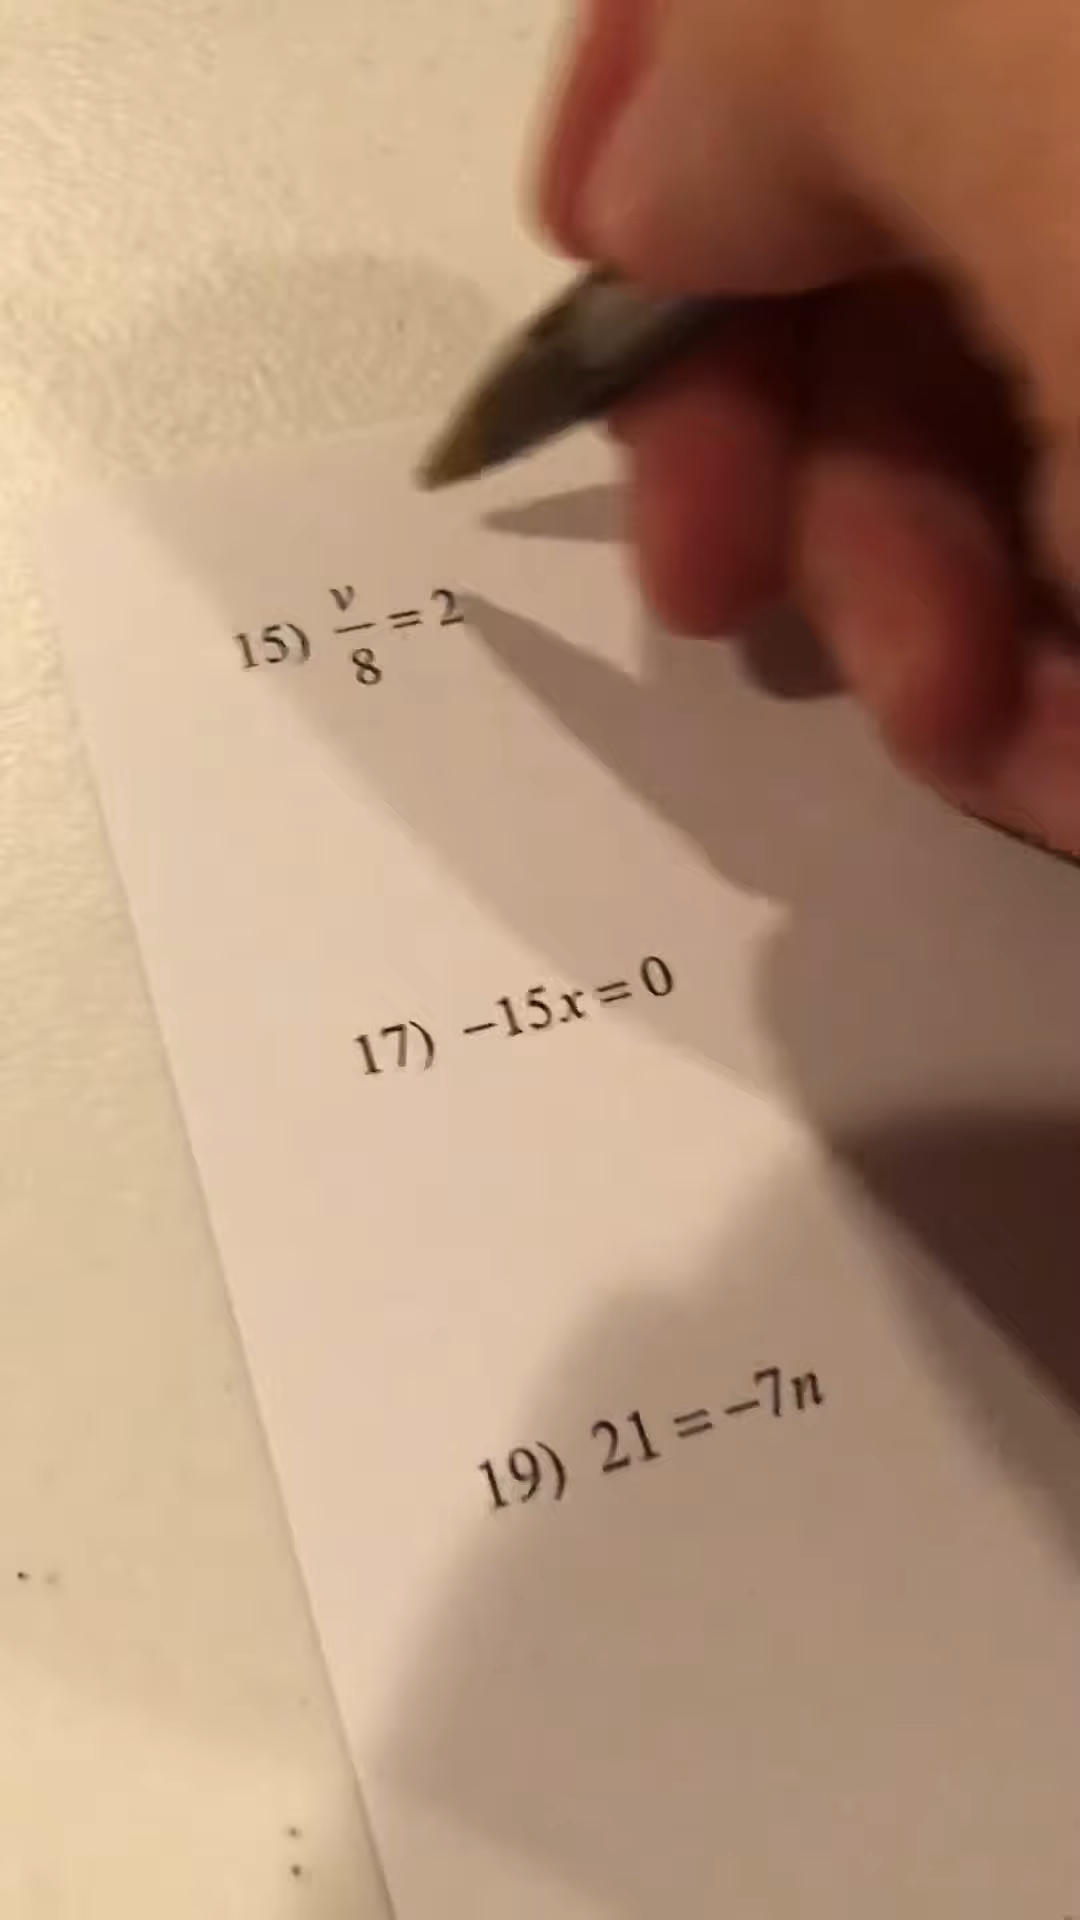 15) v/8 = 2
17) –15x = 0
19) 21 = –7n